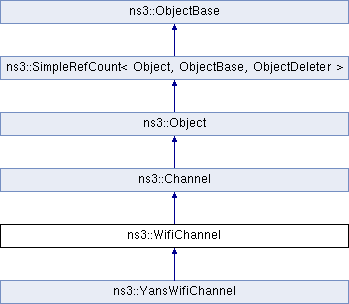 ns3::ObjectBase
ns3::SimpleRefCount< Object, ObjectBase, ObjectDeleter >
ns3::Object
ns3::Channel
ns3::WifiChannel
ns3::YansWifiChannel